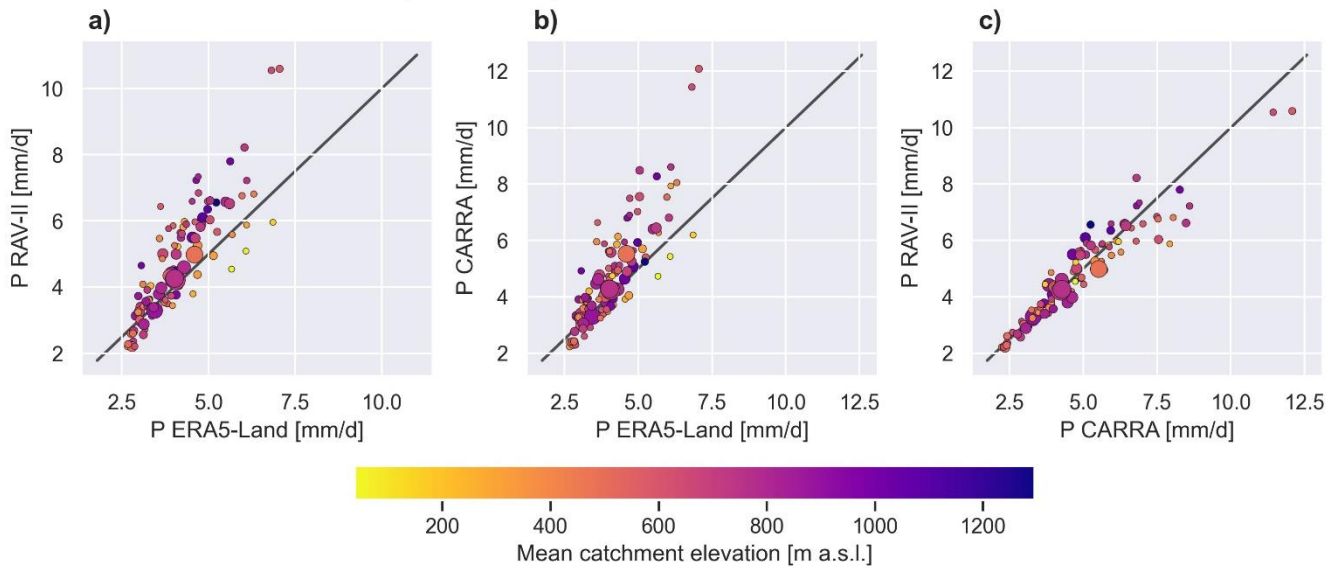 a)
P RAV-II [mm/d]
10
8
6
4
2
2.5 5.0 7.5 10.0
P ERA5-Land [mm/d]
b)
P CARRA [mm/d]
12
10
8
6
4
2
2.5 5.0 7.5 10.0 12.5
P ERA5-Land [mm/d]
c)
P RAV-II [mm/d]
12
10
8
6
4
2
2.5 5.0 7.5 10.0 12.5
P CARRA [mm/d]
200 400 600 800 1000 1200
Mean catchment elevation [m a.s.l.]